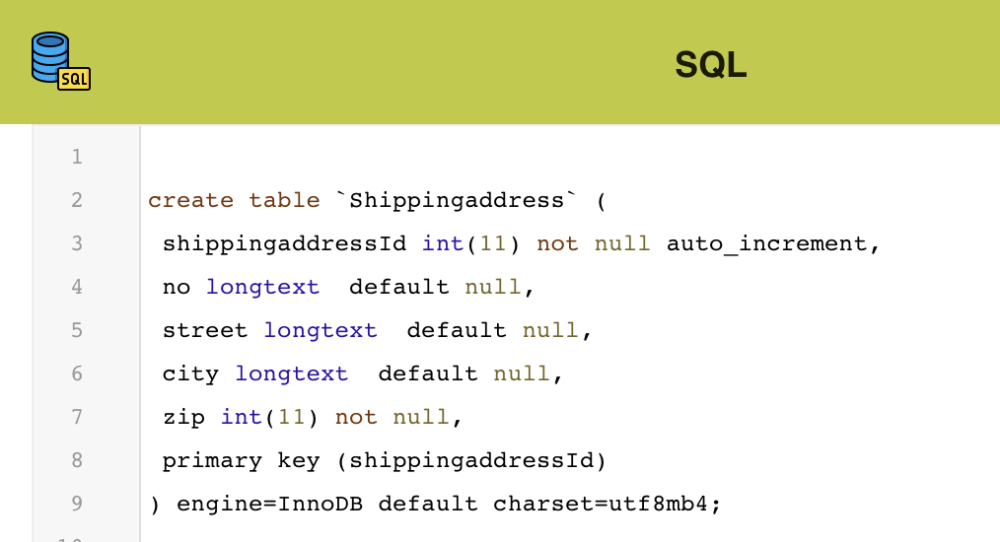 SQL
SQL
1
2 create table `Shippingaddress` (
3 shippingaddressId int(11) not null auto_increment,
4 no longtext  default null,
5 street longtext  default null,
6 city longtext  default null,
7 zip int(11) not null,
8 primary key (shippingaddressId)
9 ) engine=InnoDB default charset=utf8mb4;